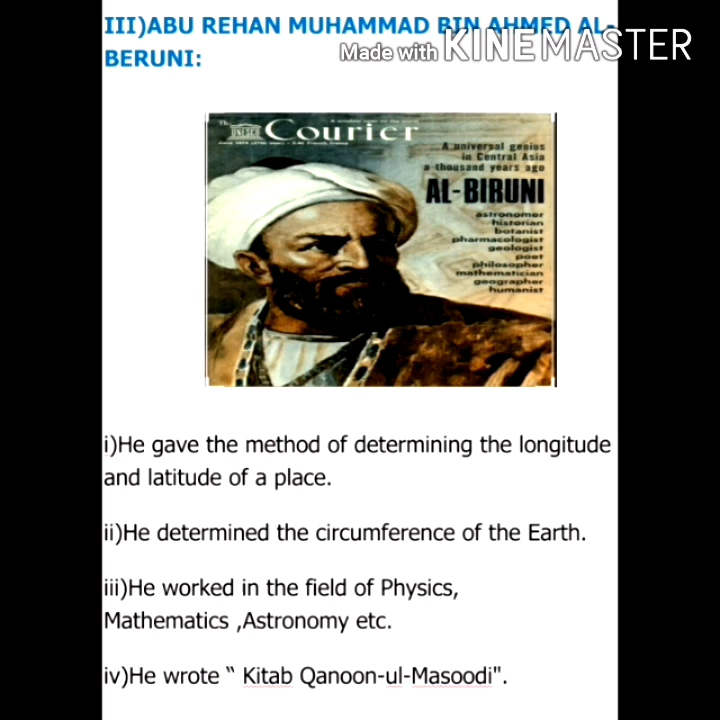 III)ABU REHAN MUHAMMAD BIN AHMED AL-
BERUNI:
Made with KINEMASTER
UNESCO
Courier
A universal genius
in Central Asia
a thousand years ago
AL-BIRUNI
astronomer
historian
botanist
pharmacologist
geologist
poet
philosopher
mathematician
geographer
humanist
i)He gave the method of determining the longitude
and latitude of a place.
ii)He determined the circumference of the Earth.
iii)He worked in the field of Physics,
Mathematics ,Astronomy etc.
iv)He wrote “ Kitab Qanoon-ul-Masoodi".